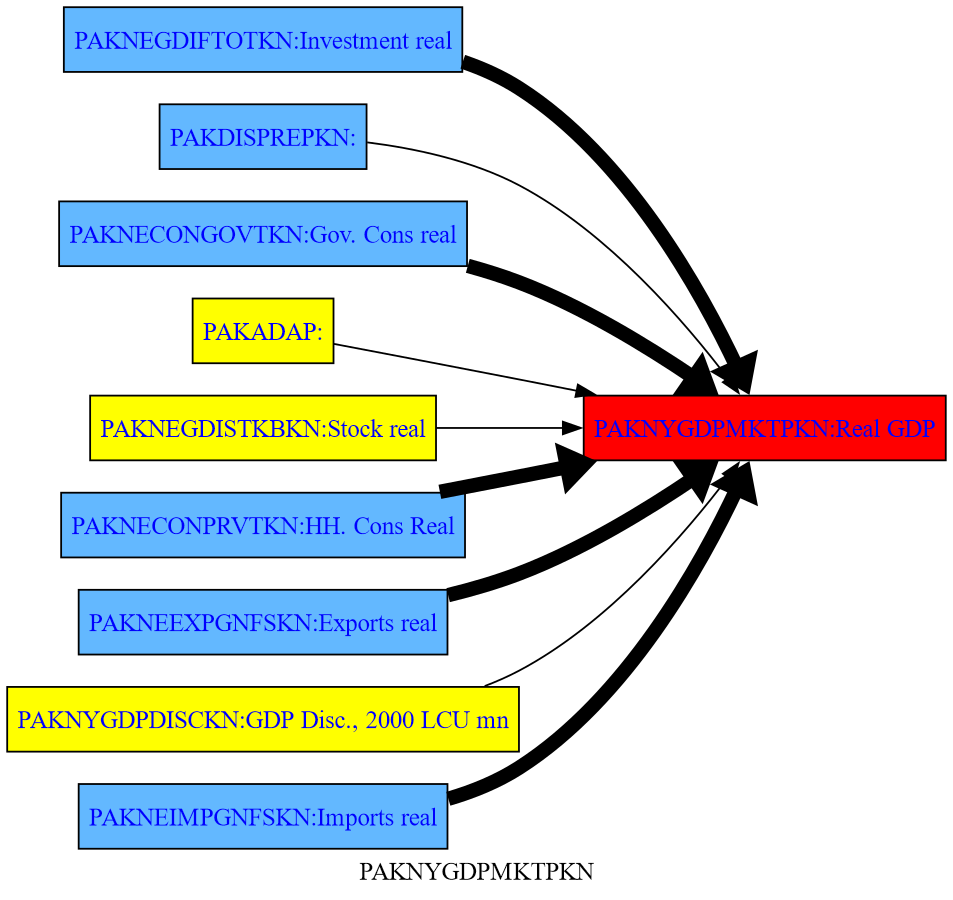 PAKNEGDIFTOTKN:Investment real
PAKDISPREPKN:
PAKNECONGOVTKN:Gov. Cons real
PAKADAP:
PAKNEGDISTKBKN:Stock real
PAKNYGDPMKTPKN:Real GDP
PAKNECONPRVTKN:HH. Cons Real
PAKNEEXPGNFSKN:Exports real
PAKNYGDPDISCKN:GDP Disc., 2000 LCU mn
PAKNEIMPGNFSKN:Imports real
PAKNYGDPMKTPKN